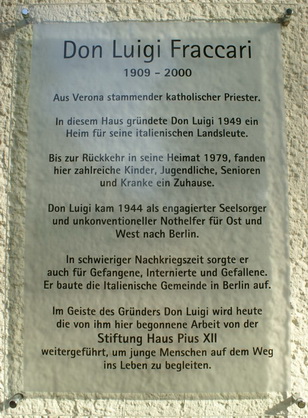 Don Luigi Fraccari
1909 - 2000
Aus Verona stammender katholischer Priester.
In diesem Haus gründete Don Luigi 1949 ein
Heim für seine italienischen Landsleute.
Bis zur Rückkehr in seine Heimat 1979, fanden
hier zahlreiche Kinder, Jugendliche, Senioren
und Kranke ein Zuhause.
Don Luigi kam 1944 als engagierter Seelsorger
und unkonventioneller Nothelfer für Ost und
West nach Berlin.
In schwieriger Nachkriegszeit sorgte er
auch für Gefangene, Internierte und Gefallene.
Er baute die Italienische Gemeinde in Berlin auf.
Im Geiste des Gründers Don Luigi wird heute
die von ihm hier begonnene Arbeit von der
Stiftung Haus Pius XII
weitergeführt, um junge Menschen auf dem Weg
ins Leben zu begleiten.